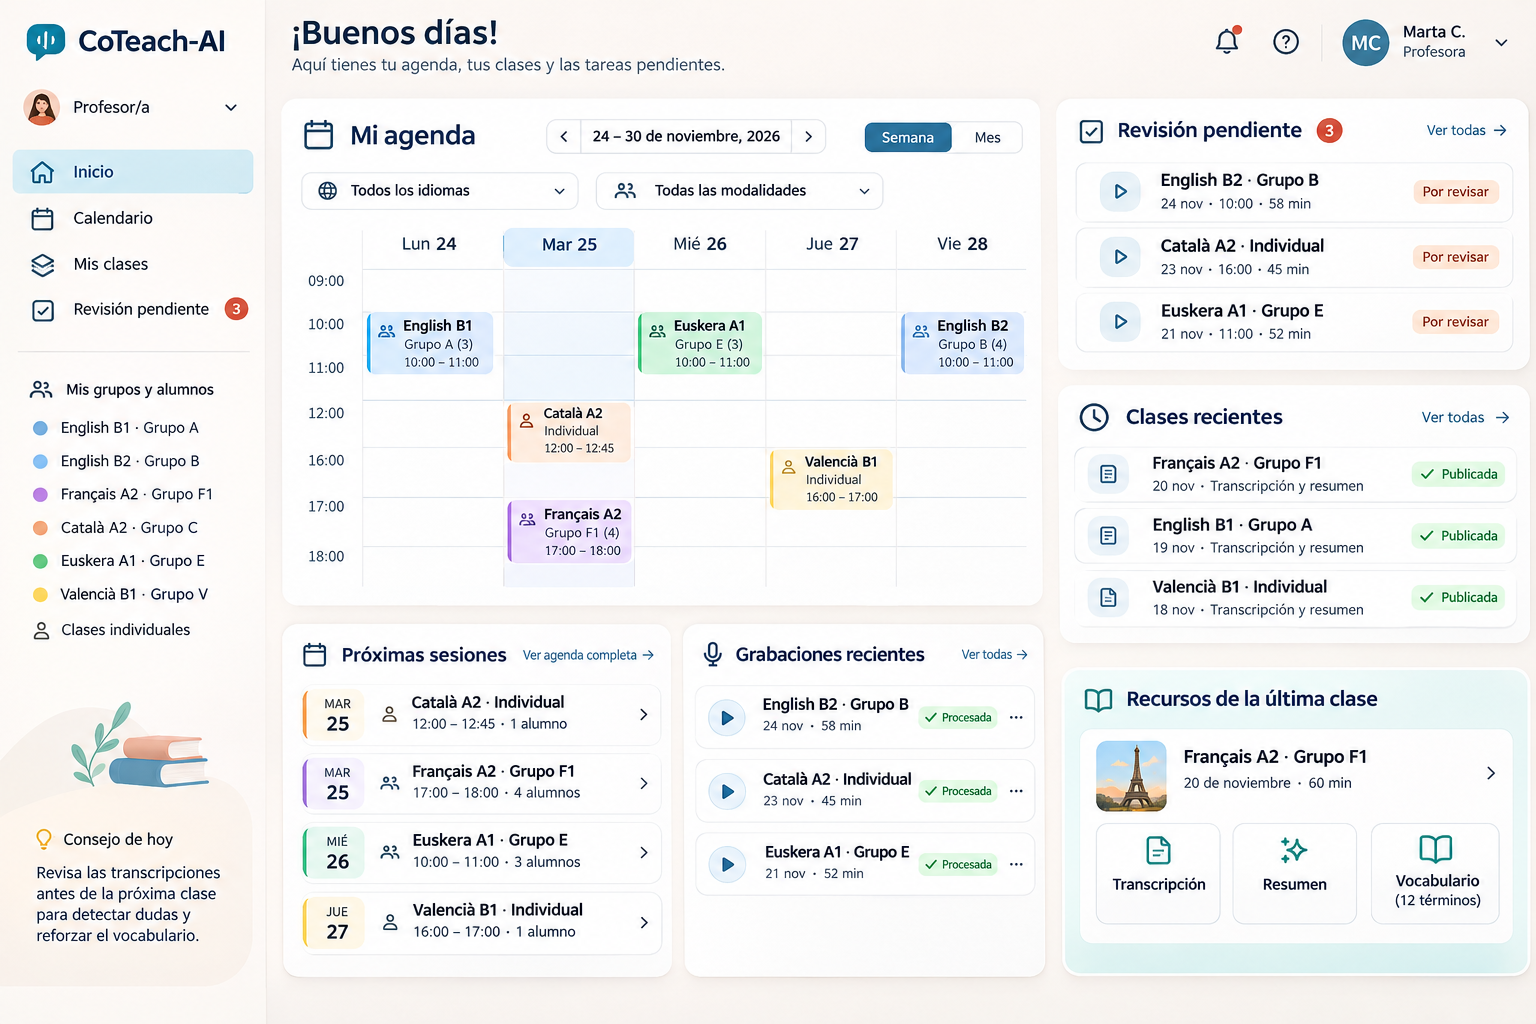 CoTeach-AI
Profesor/a
Inicio
Calendario
Mis clases
Revisión pendiente 3
Mis grupos y alumnos
English B1 · Grupo A
English B2 · Grupo B
Français A2 · Grupo F1
Català A2 · Grupo C
Euskera A1 · Grupo E
Valencià B1 · Grupo V
Clases individuales
Consejo de hoy
Revisa las transcripciones
antes de la próxima clase
para detectar dudas y
reforzar el vocabulario.
¡Buenos días!
Aquí tienes tu agenda, tus clases y las tareas pendientes.
MC
Marta C.
Profesora
Mi agenda
24 – 30 de noviembre, 2026
Semana
Mes
Todos los idiomas
Todas las modalidades
Lun 24
Mar 25
Mié 26
Jue 27
Vie 28
09:00
10:00
11:00
12:00
16:00
17:00
18:00
English B1
Grupo A (3)
10:00 – 11:00
Català A2
Individual
12:00 – 12:45
Français A2
Grupo F1 (4)
17:00 – 18:00
Euskera A1
Grupo E (3)
10:00 – 11:00
Valencià B1
Individual
16:00 – 17:00
English B2
Grupo B (4)
10:00 – 11:00
Próximas sesiones
Ver agenda completa →
MAR
25
Català A2 · Individual
12:00 – 12:45 · 1 alumno
MAR
25
Français A2 · Grupo F1
17:00 – 18:00 · 4 alumnos
MIÉ
26
Euskera A1 · Grupo E
10:00 – 11:00 · 3 alumnos
JUE
27
Valencià B1 · Individual
16:00 – 17:00 · 1 alumno
Grabaciones recientes
Ver todas →
English B2 · Grupo B
24 nov · 58 min
Procesada
Català A2 · Individual
23 nov · 45 min
Procesada
Euskera A1 · Grupo E
21 nov · 52 min
Procesada
Revisión pendiente 3
Ver todas →
English B2 · Grupo B
24 nov · 10:00 · 58 min
Por revisar
Català A2 · Individual
23 nov · 16:00 · 45 min
Por revisar
Euskera A1 · Grupo E
21 nov · 11:00 · 52 min
Por revisar
Clases recientes
Ver todas →
Français A2 · Grupo F1
20 nov · Transcripción y resumen
Publicada
English B1 · Grupo A
19 nov · Transcripción y resumen
Publicada
Valencià B1 · Individual
18 nov · Transcripción y resumen
Publicada
Recursos de la última clase
Français A2 · Grupo F1
20 de noviembre · 60 min
Transcripción
Resumen
Vocabulario
(12 términos)